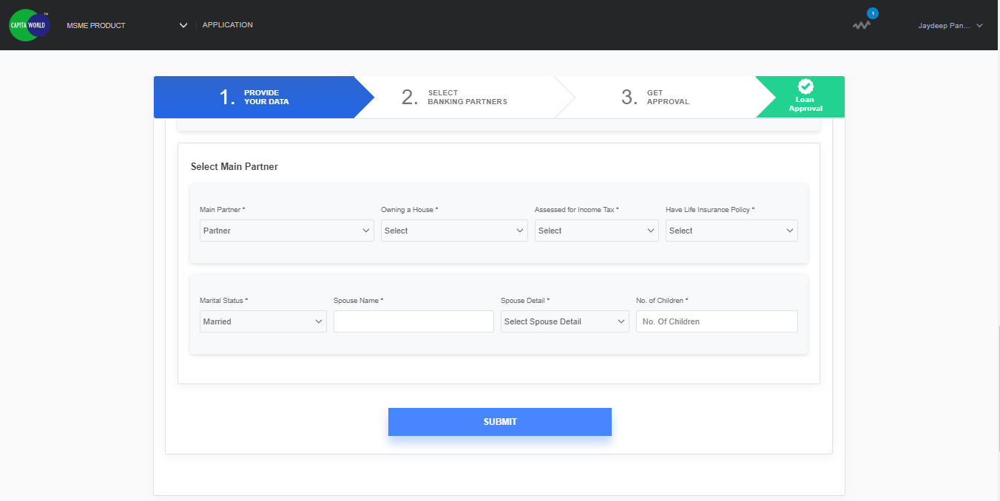 CAPITA WORLD ™
MSME PRODUCT
APPLICATION
1
Jaydeep Pan...
1. PROVIDE
YOUR DATA
2. SELECT
BANKING PARTNERS
3. GET
APPROVAL
Loan
Approval
Select Main Partner
Main Partner * Owning a House * Assessed for Income Tax * Have Life Insurance Policy *
Partner Select Select Select
Marital Status * Spouse Name * Spouse Detail * No. of Children *
Married Select Spouse Detail No. Of Children
SUBMIT